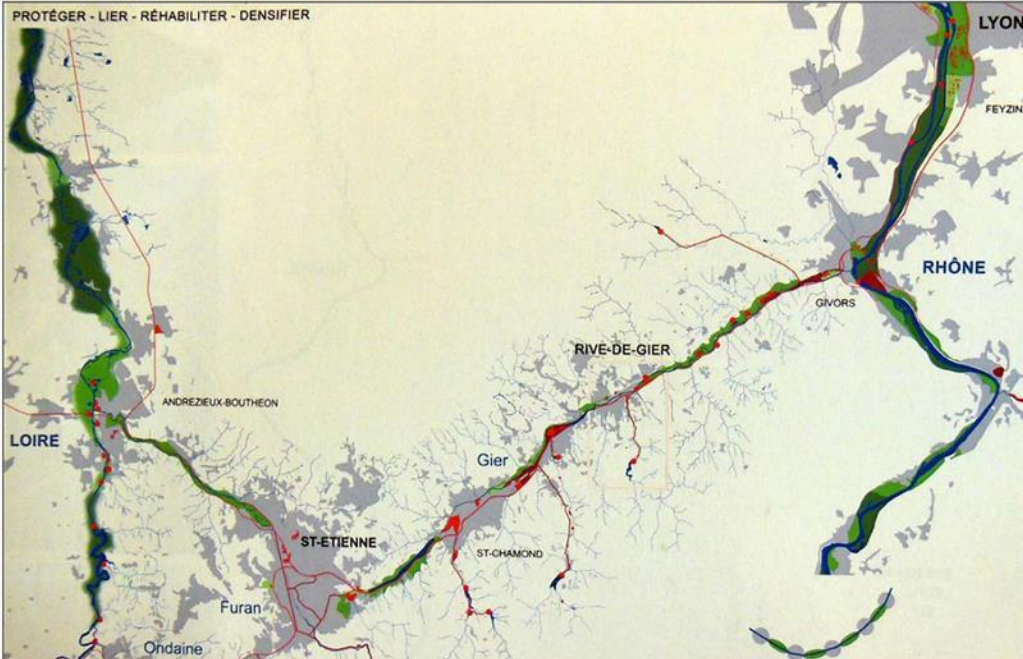 PROTÉGER - LIER - RÉHABILITER - DENSIFIER
LYON
FEYZIN
RHÔNE
GIVORS
RIVE-DE-GIER
ANDREZIEUX-BOUTHEON
LOIRE
Gier
ST-ETIENNE
ST-CHAMOND
Furan
Ondaine